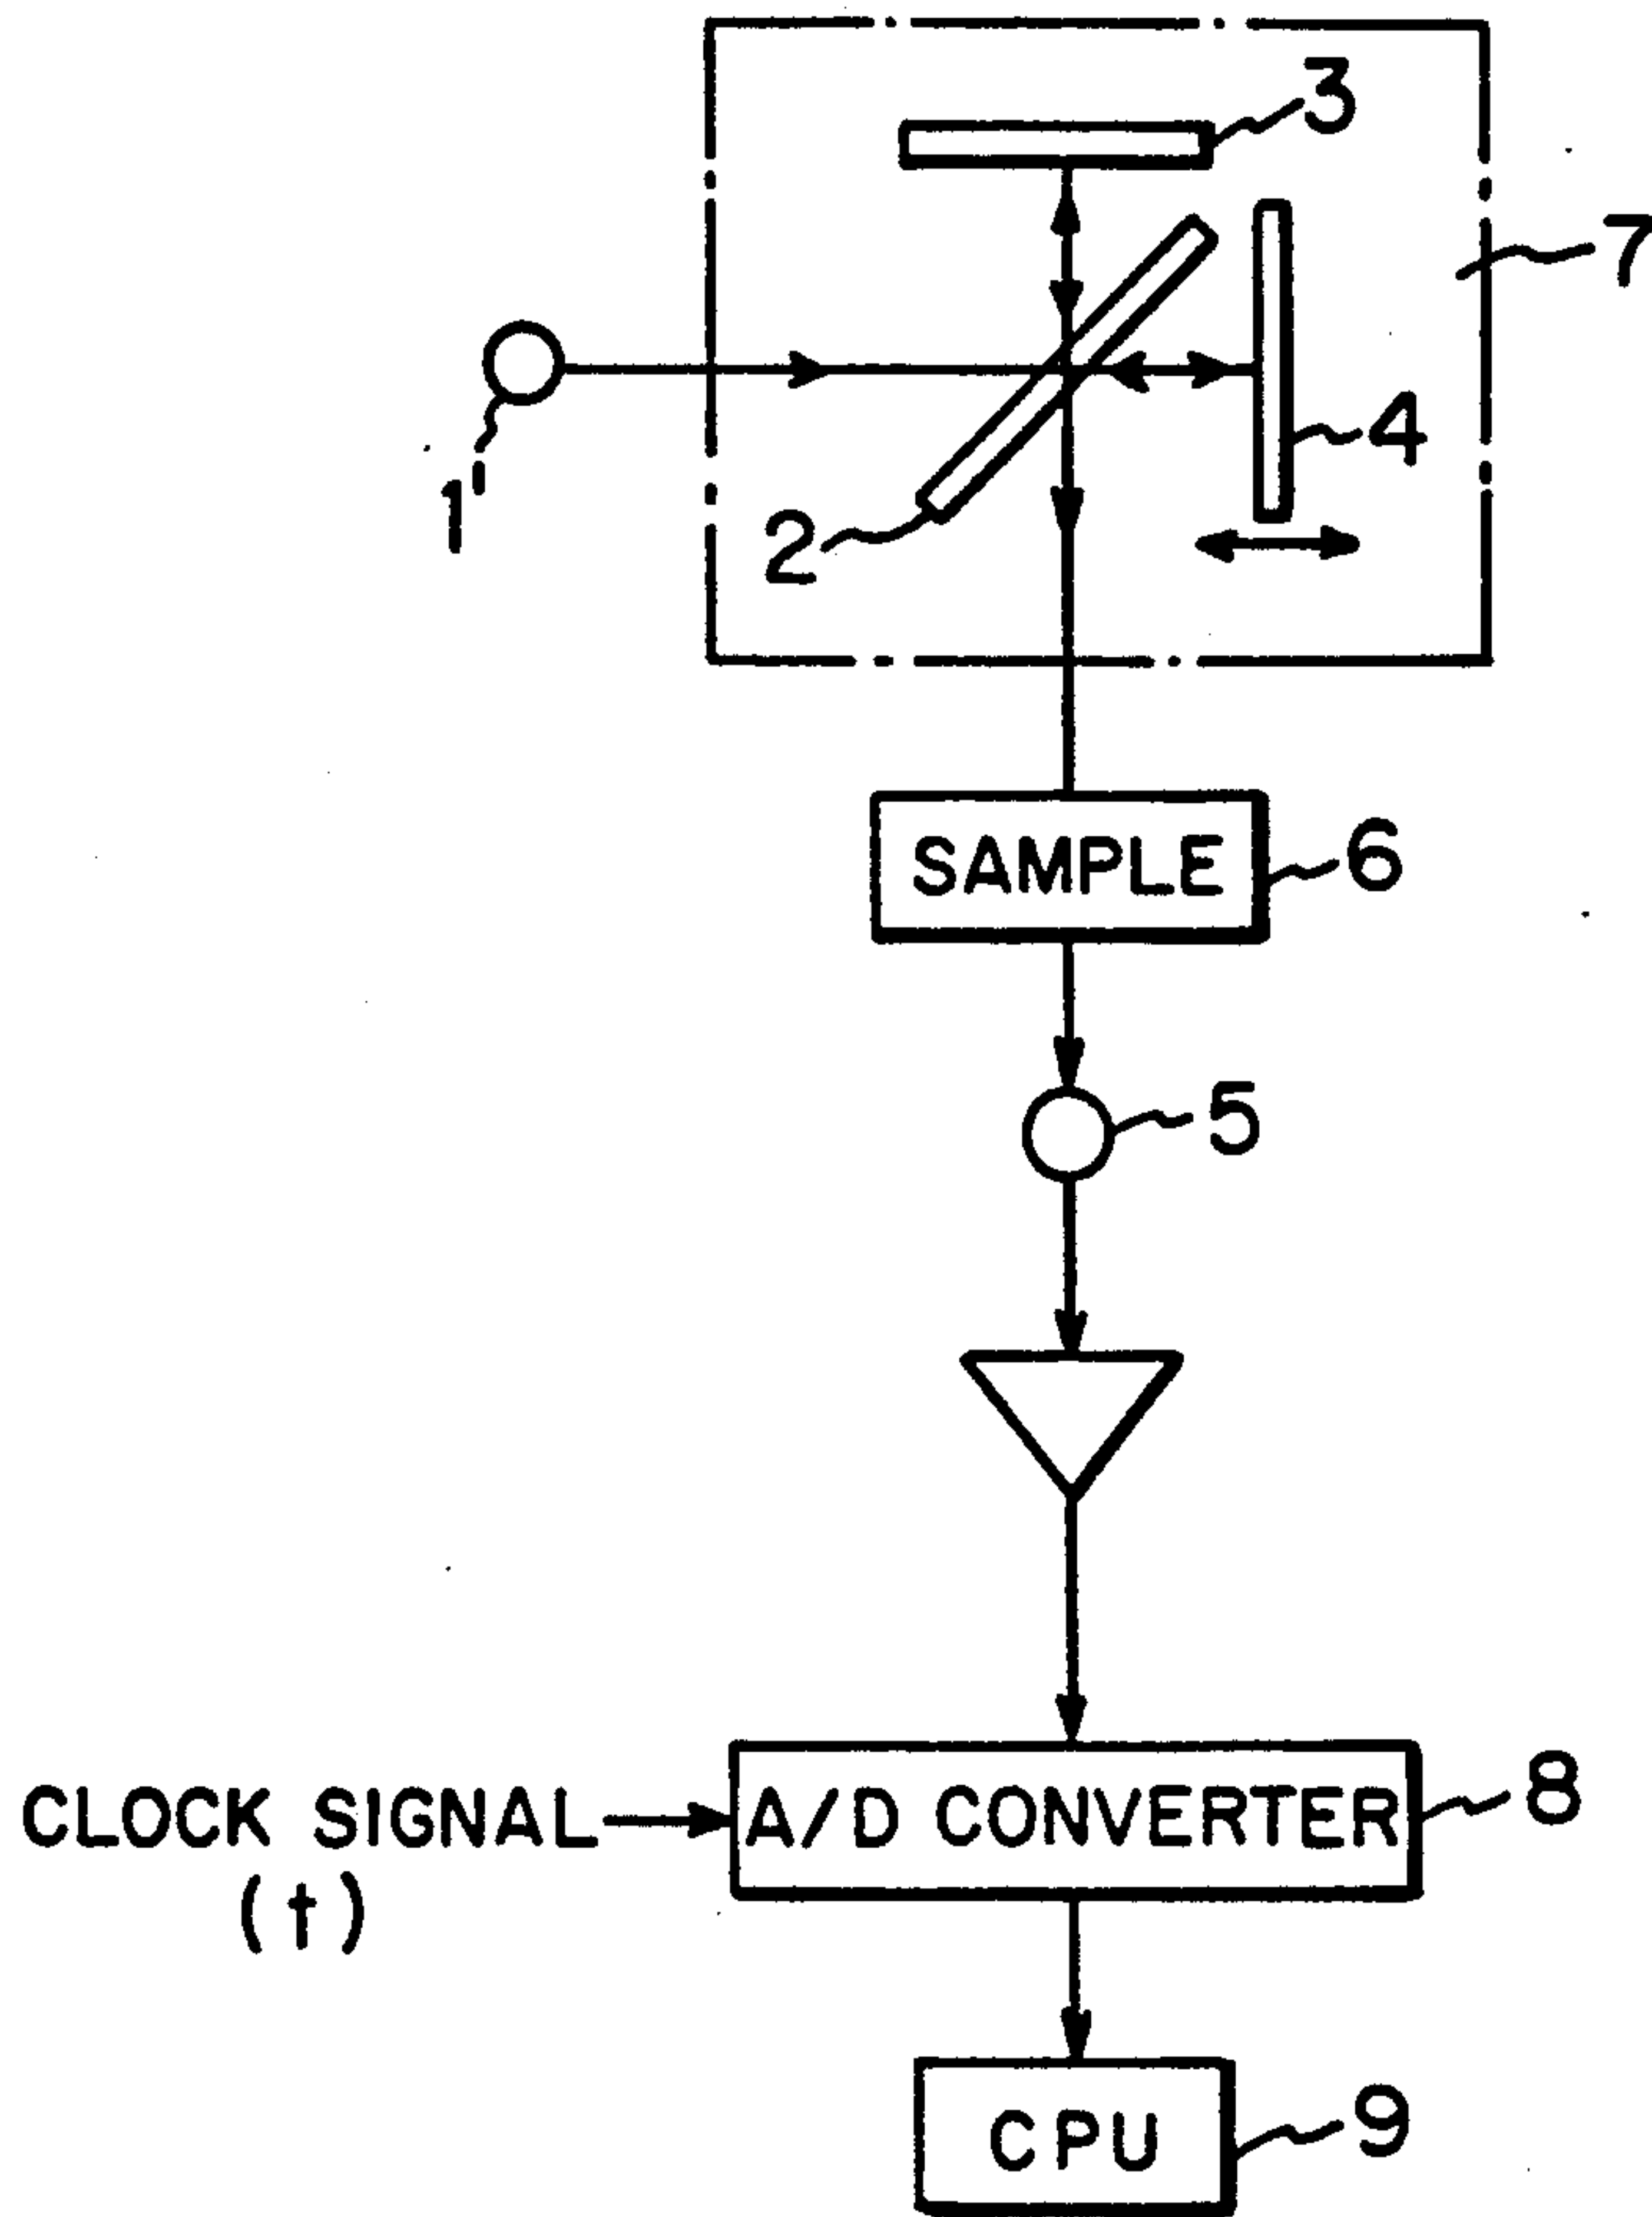 3
7
4
1'
2
SAMPLE
6
5
CLOCK SIGNAL
(t)
A/D CONVERTER
8
CPU
9